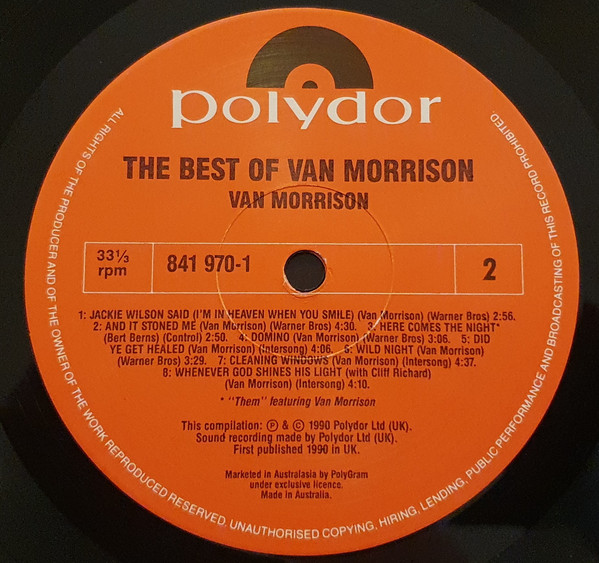 polydor
THE BEST OF VAN MORRISON
VAN MORRISON
33⅓
rpm
841 970-1
2
1: JACKIE WILSON SAID (I'M IN HEAVEN WHEN YOU SMILE) (Van Morrison) (Warner Bros) 2:56.
2: AND IT STONED ME (Van Morrison) (Warner Bros) 4:30. 3: HERE COMES THE NIGHT*
(Bert Berns) (Control) 2:50. 4: DOMINO (Van Morrison) (Warner Bros) 3:06. 5: DID
YE GET HEALED (Van Morrison) (Intersong) 4:06. 6: WILD NIGHT (Van Morrison)
(Warner Bros) 3:29. 7: CLEANING WINDOWS (Van Morrison) (Intersong) 4:37.
8: WHENEVER GOD SHINES HIS LIGHT (with Cliff Richard)
(Van Morrison) (Intersong) 4:10.
* "Them" featuring Van Morrison
This compilation: ℗ & © 1990 Polydor Ltd (UK).
Sound recording made by Polydor Ltd (UK).
First published 1990 in UK.
Marketed in Australasia by PolyGram
under exclusive licence.
Made in Australia.
ALL RIGHTS OF THE PRODUCER AND OF THE OWNER OF THE WORK REPRODUCED RESERVED. UNAUTHORISED COPYING, HIRING, LENDING, PUBLIC PERFORMANCE AND BROADCASTING OF THIS RECORD PROHIBITED.